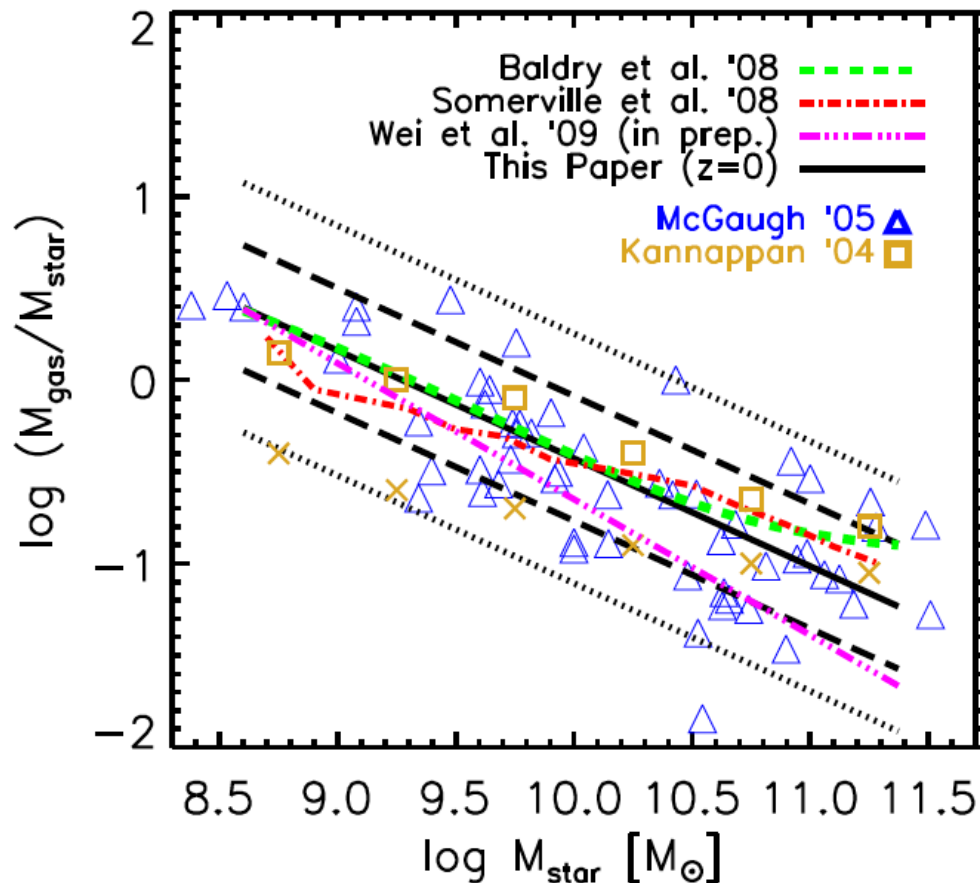 Baldry et al. '08
Somerville et al. '08
Wei et al. '09 (in prep.)
This Paper (z=0)
McGaugh '05
Kannappan '04
2
1
0
−1
−2
log (M_gas/M_star)
8.5 9.0 9.5 10.0 10.5 11.0 11.5
log M_star [M_⊙]